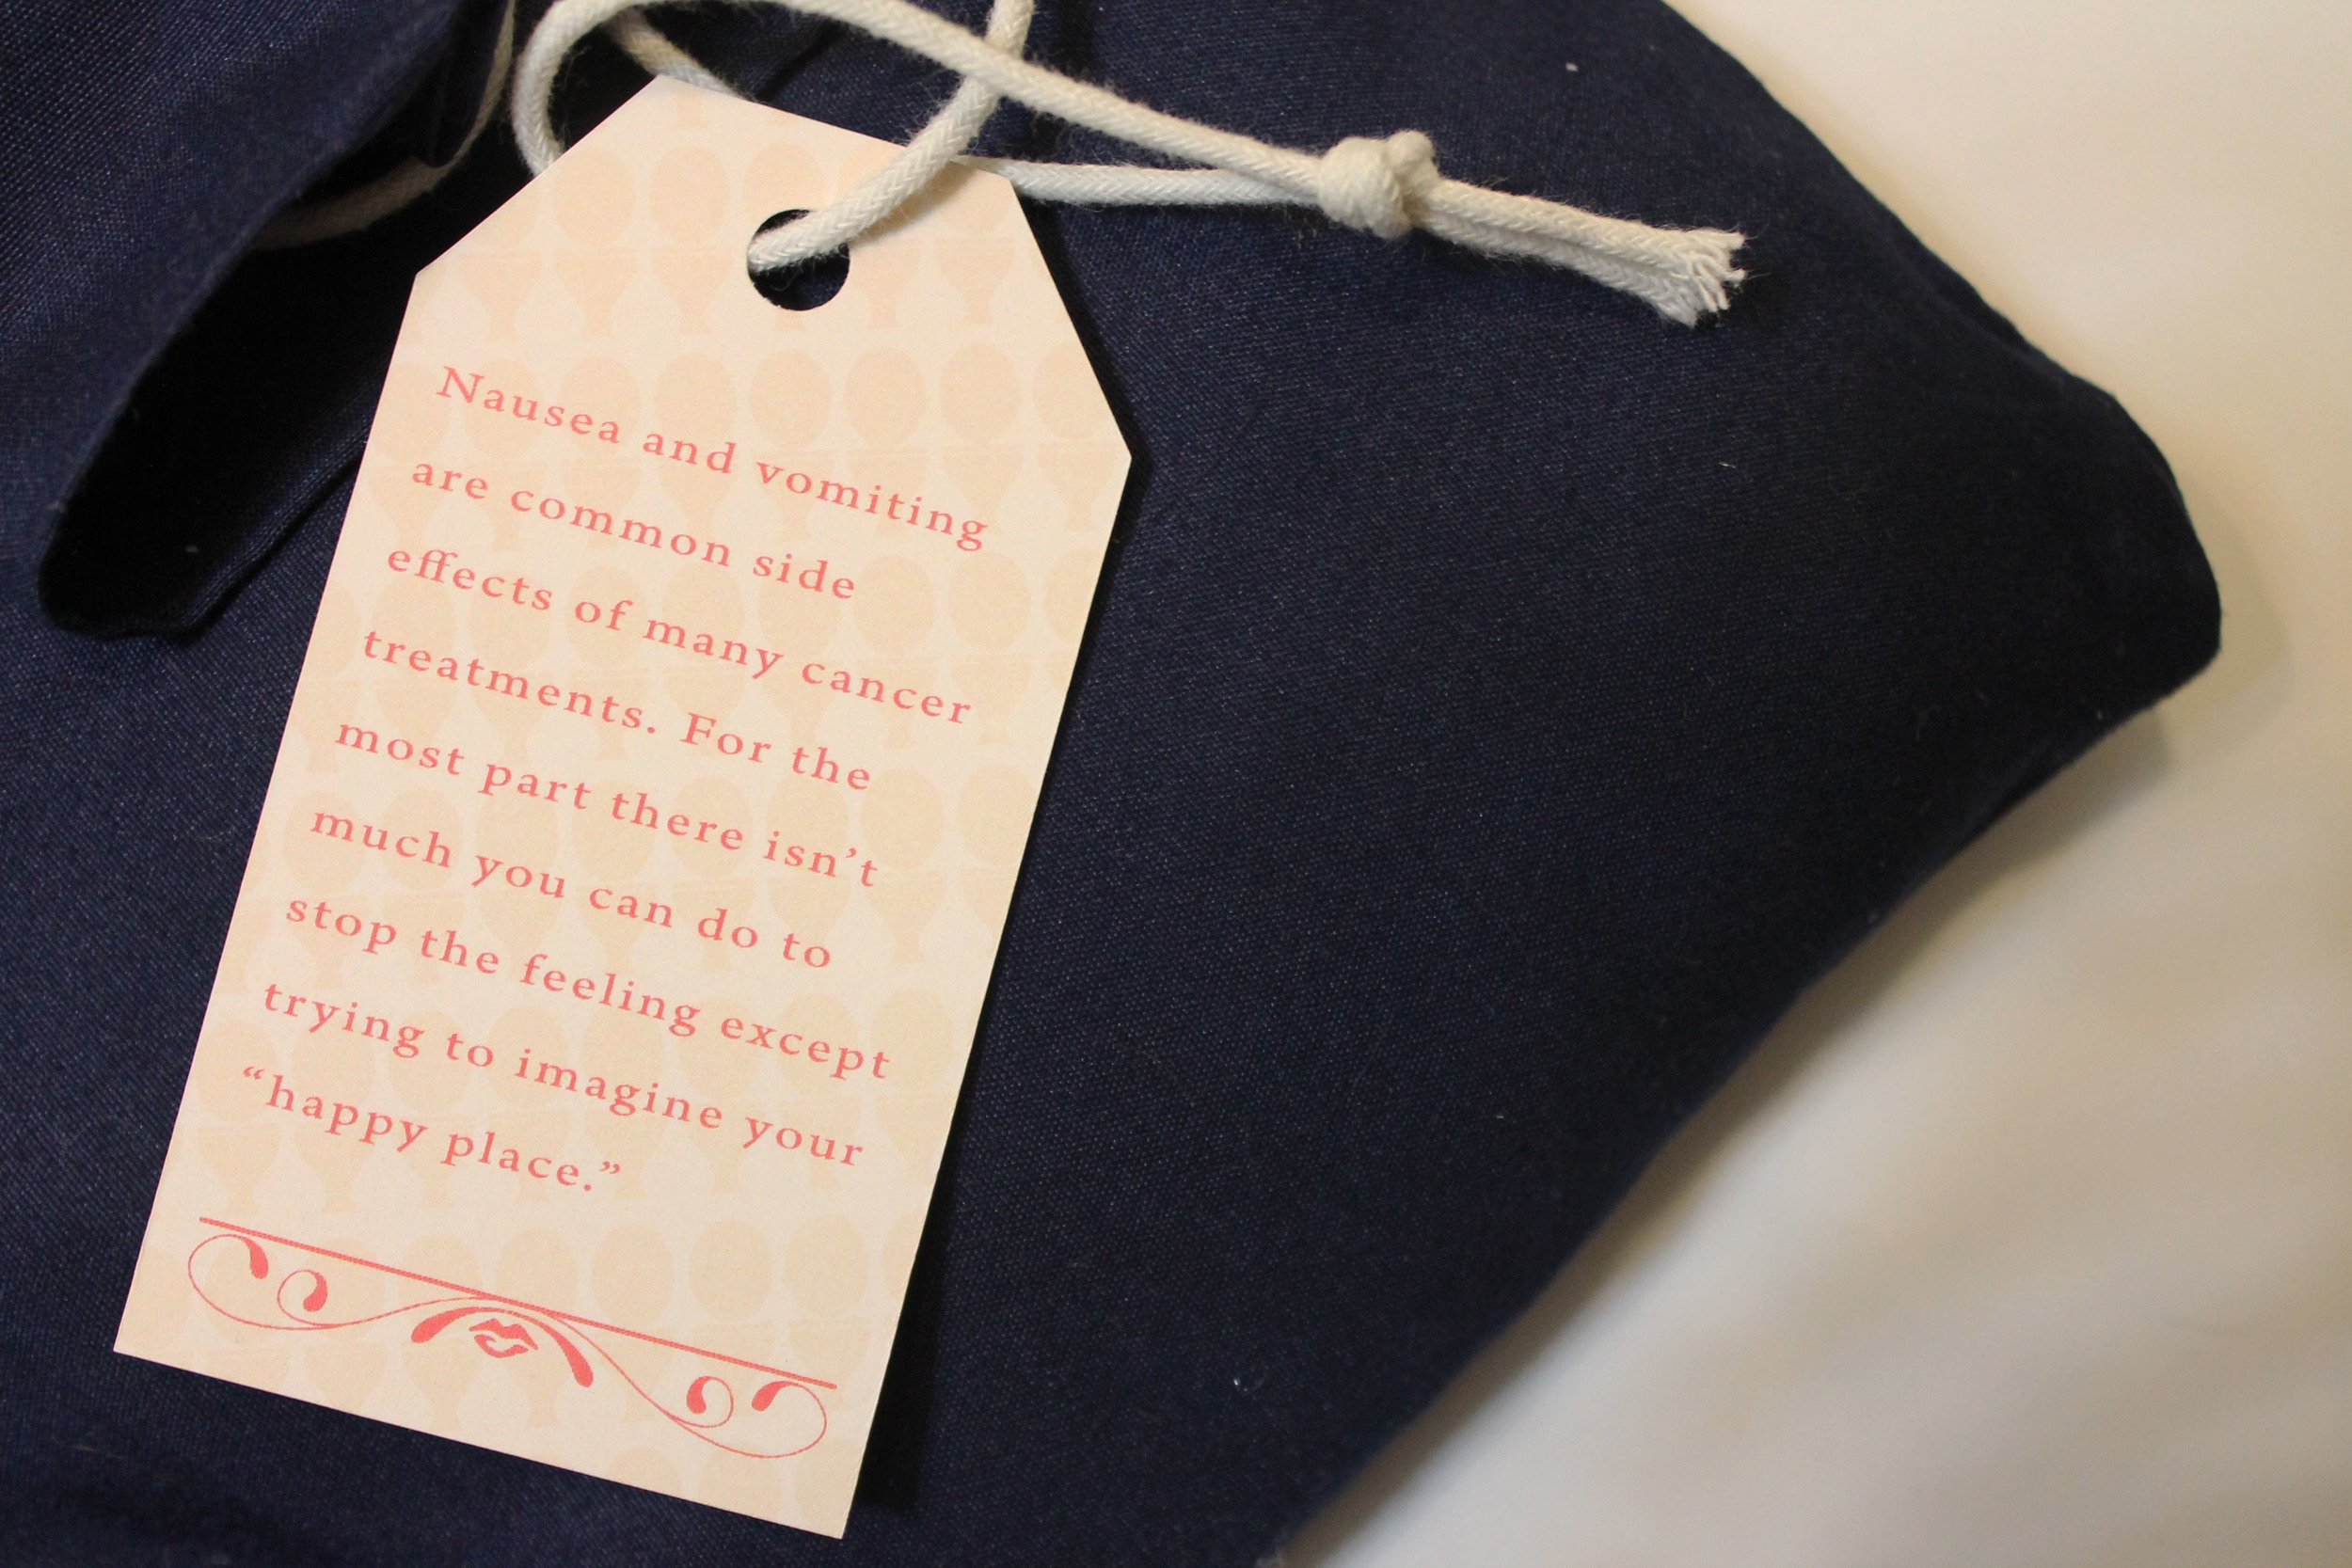 Nausea and vomiting
are common side
effects of many cancer
treatments. For the
most part there isn’t
much you can do to
stop the feeling except
trying to imagine your
“happy place.”